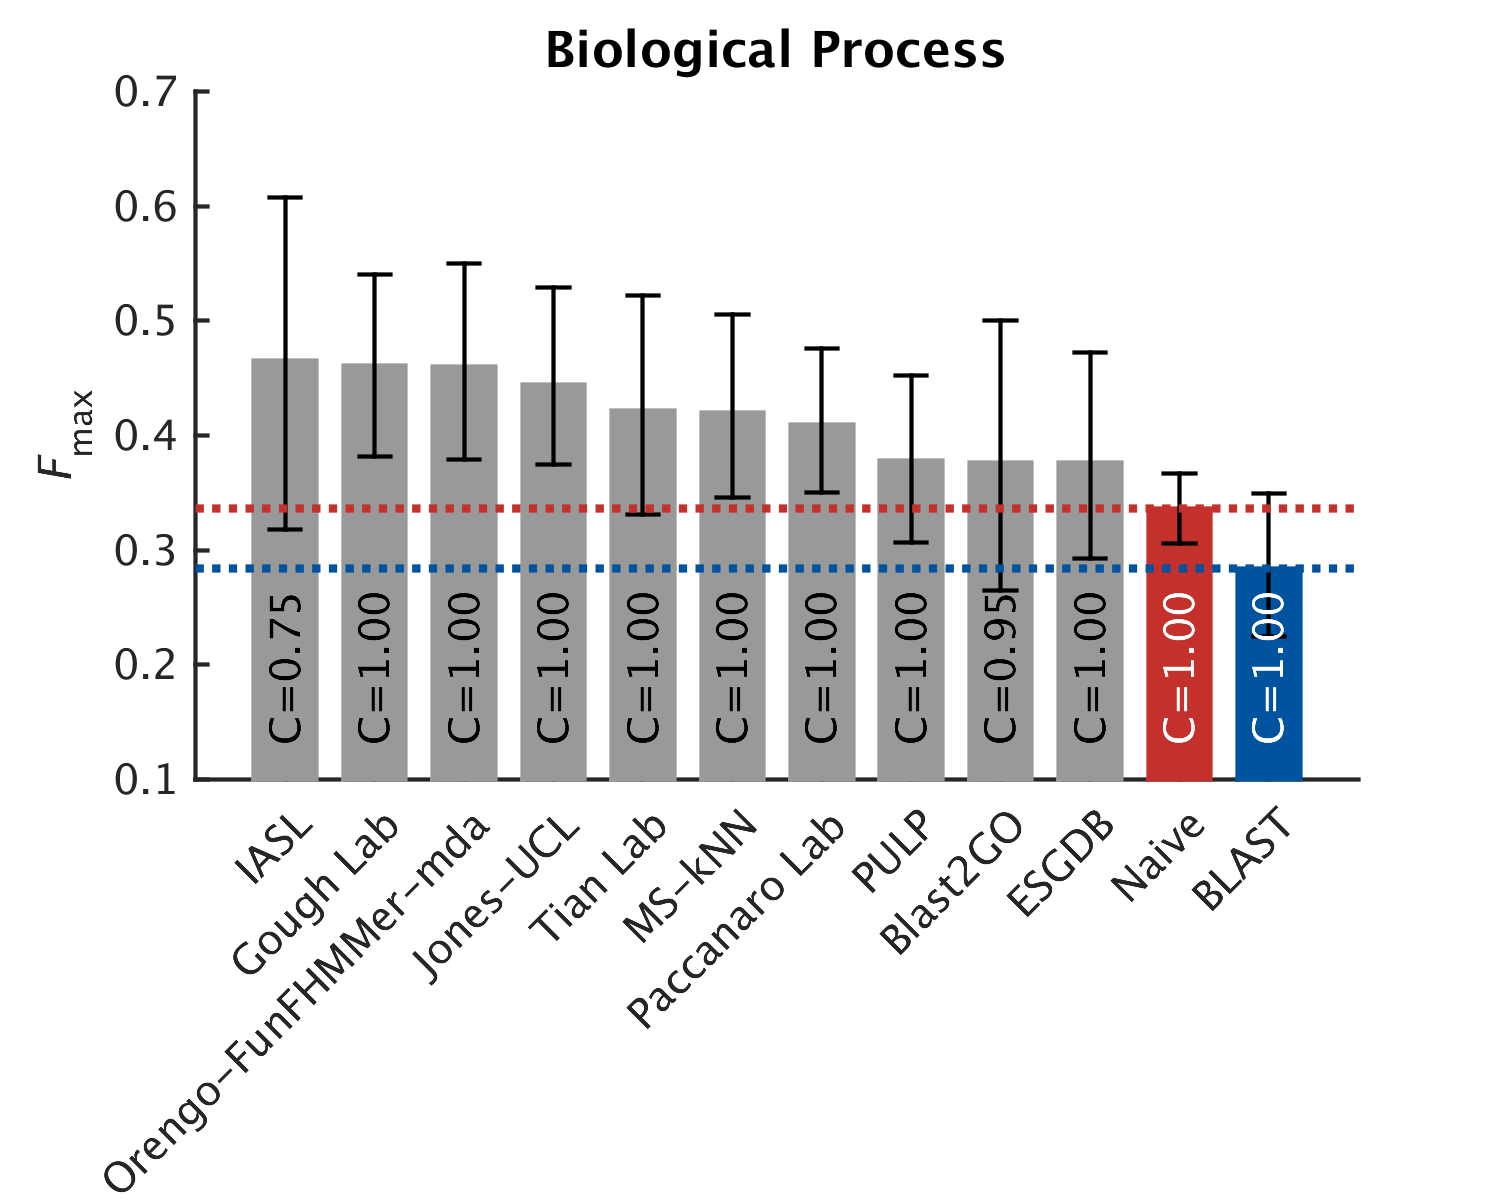 Biological Process
0.7
0.6
0.5
0.4
0.3
0.2
0.1
Fmax
C=0.75
C=1.00
C=1.00
C=1.00
C=1.00
C=1.00
C=1.00
C=1.00
C=0.95
C=1.00
C=1.00
C=1.00
IASL
Gough Lab
Orengo-FunFHMMer-mda
Jones-UCL
Tian Lab
MS-kNN
Paccanaro Lab
PULP
Blast2GO
ESGDB
Naive
BLAST